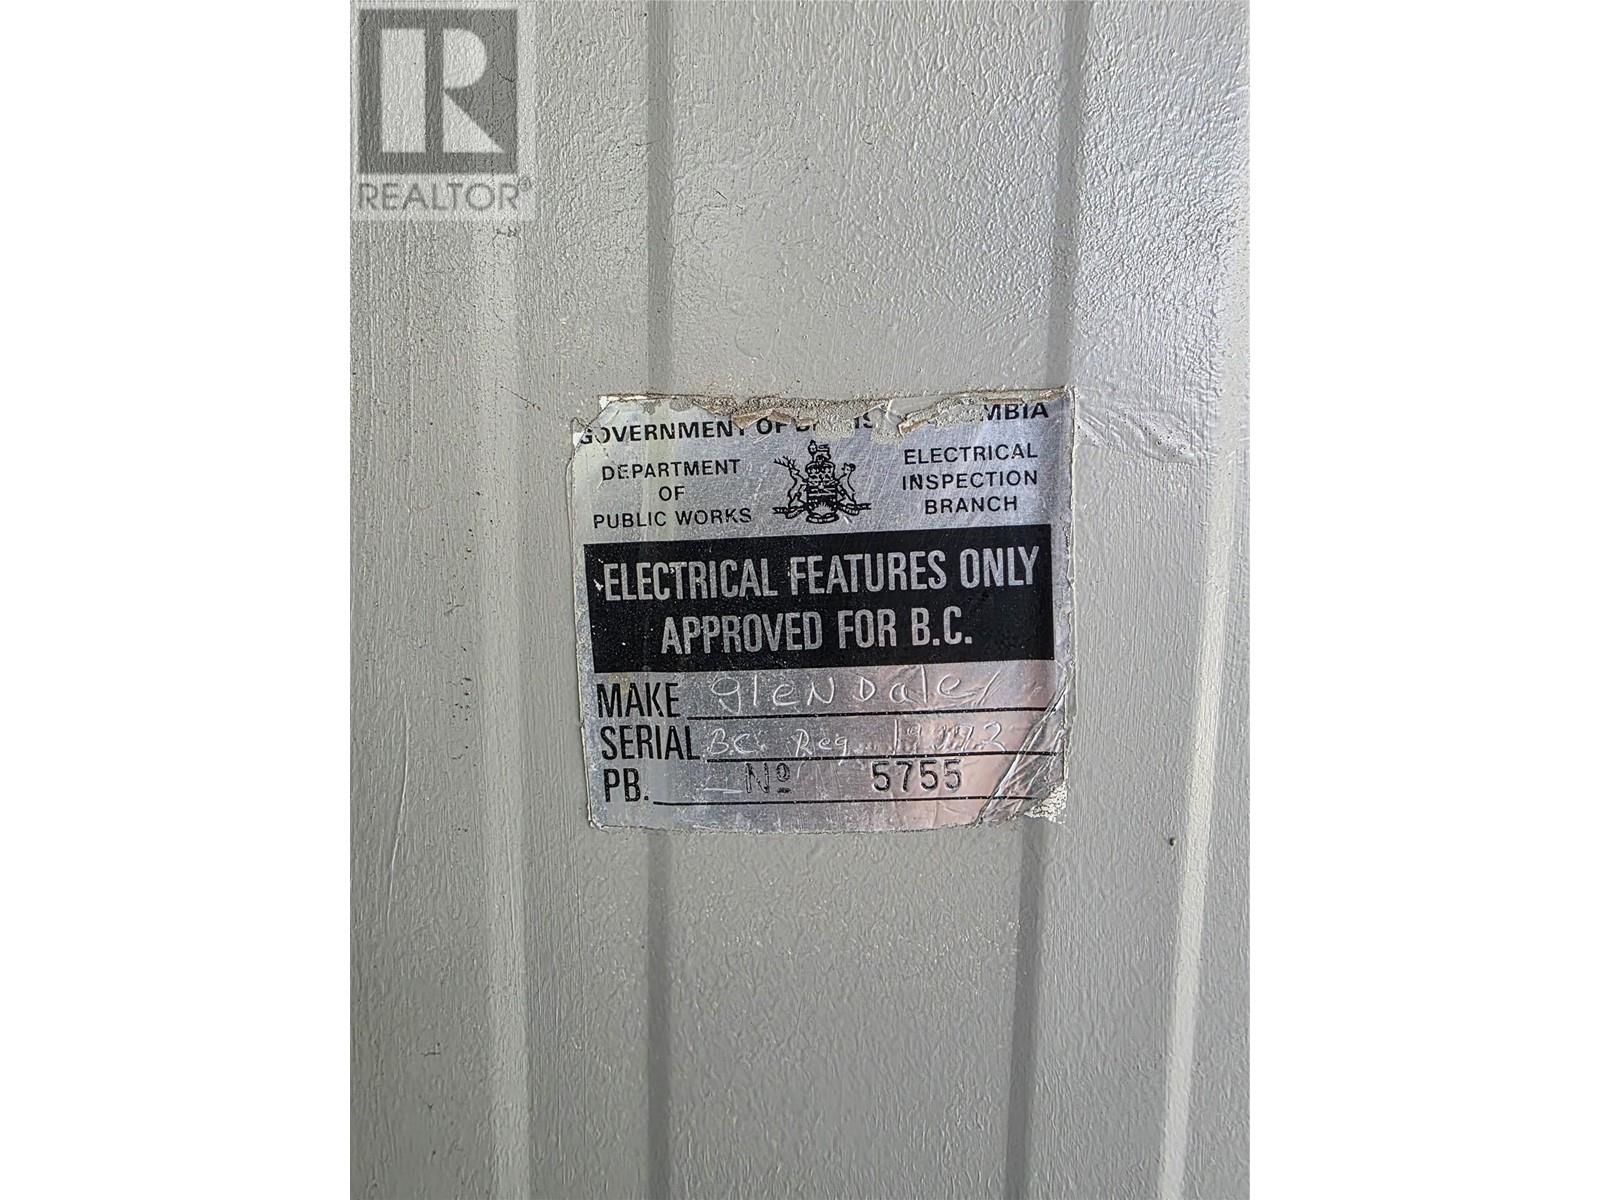 REALTOR®
GOVERNMENT OF
DEPARTMENT
OF
PUBLIC WORKS
ELECTRICAL
INSPECTION
BRANCH
ELECTRICAL FEATURES ONLY
APPROVED FOR B.C.
MAKE GleNDale
SERIAL BC Reg.
PB. Nº 5755